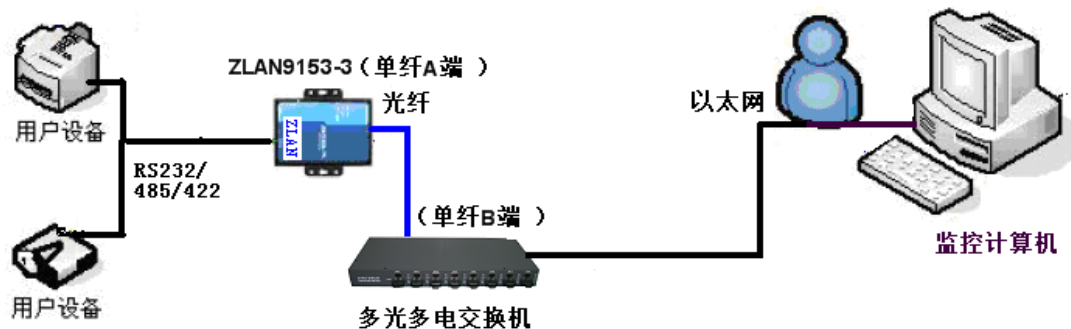 ZLAN9153-3（单纤A端 ）
光纤
ZLAN
用户设备
RS232/
485/422
用户设备
（单纤B端 ）
多光多电交换机
以太网
监控计算机